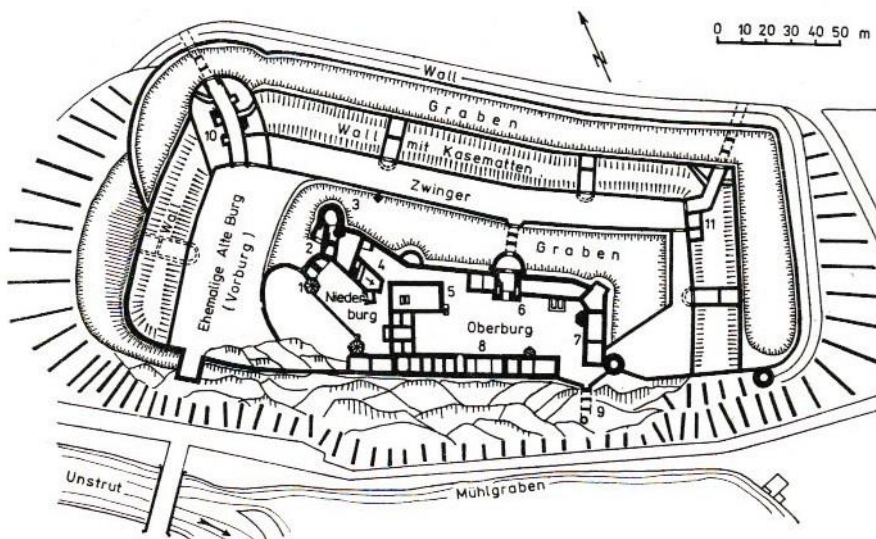 N
0 10 20 30 40 50 m
Wall
Graben
Wall
mit Kasematten
Zwinger
Graben
Wall
Ehemalige Alte Burg
(Vorburg)
10
3
2
4
11
1
Nieder-
burg
5
6
Oberburg
7
8
9
Unstrut
Mühlgraben